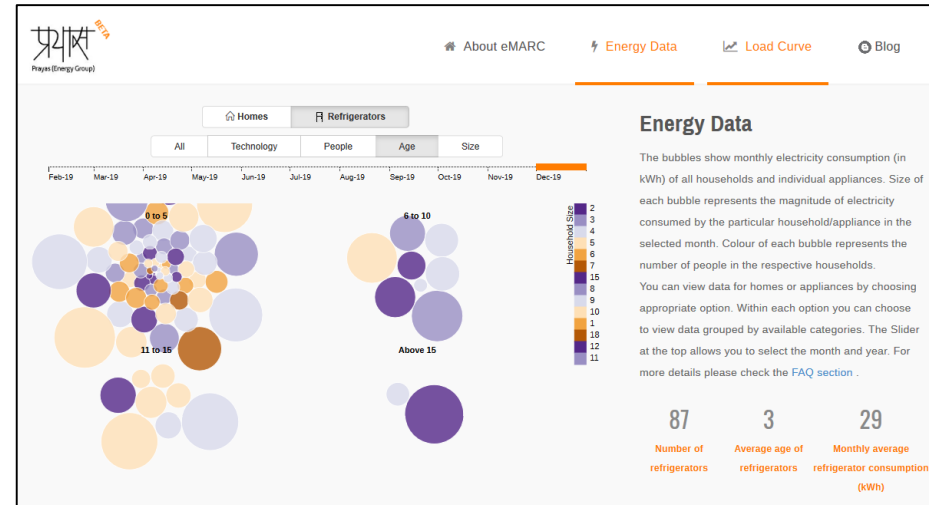 प्रयास
BETA
Prayas (Energy Group)
About eMARC
Energy Data
Load Curve
Blog
Homes
Refrigerators
All
Technology
People
Age
Size
Feb-19
Mar-19
Apr-19
May-19
Jun-19
Jul-19
Aug-19
Sep-19
Oct-19
Nov-19
Dec-19
0 to 5
6 to 10
11 to 15
Above 15
Household Size
2
3
4
5
6
7
15
8
9
10
1
18
12
11
Energy Data
The bubbles show monthly electricity consumption (in
kWh) of all households and individual appliances. Size of
each bubble represents the magnitude of electricity
consumed by the particular household/appliance in the
selected month. Colour of each bubble represents the
number of people in the respective households.
You can view data for homes or appliances by choosing
appropriate option. Within each option you can choose
to view data grouped by available categories. The Slider
at the top allows you to select the month and year. For
more details please check the FAQ section .
87
Number of
refrigerators
3
Average age of
refrigerators
29
Monthly average
refrigerator consumption
(kWh)